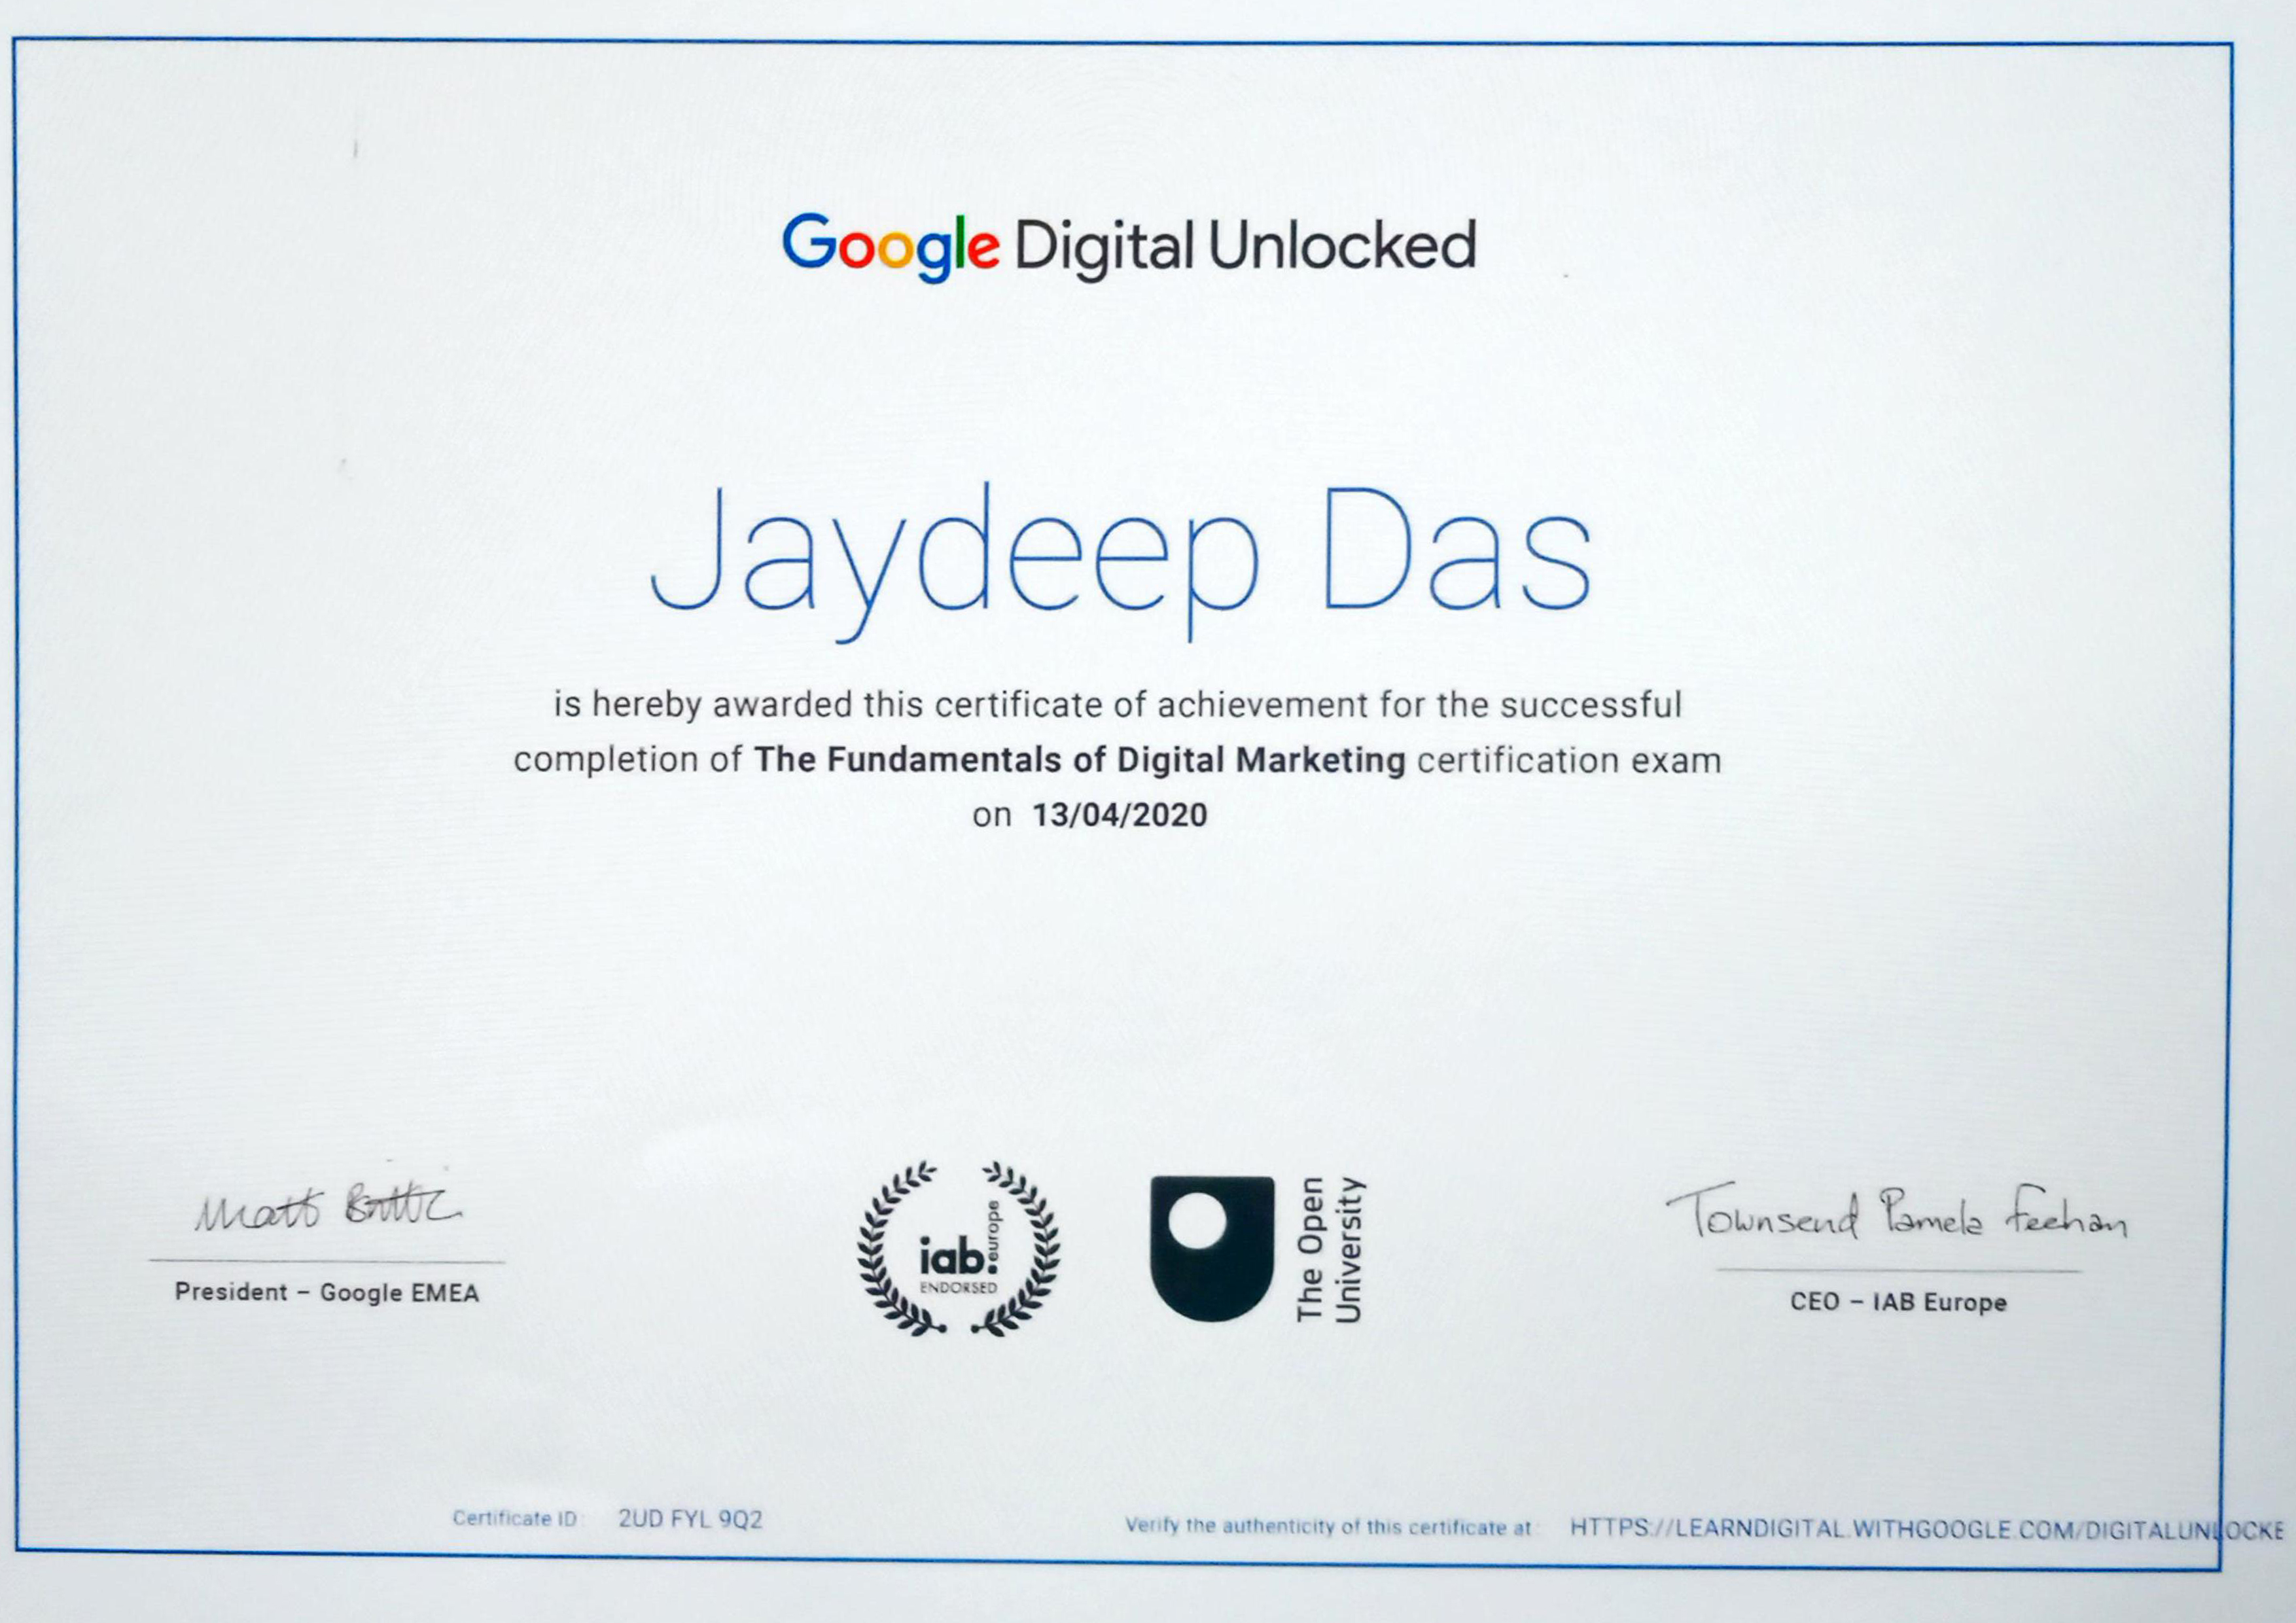 Google Digital Unlocked
Jaydeep Das
is hereby awarded this certificate of achievement for the successful
completion of The Fundamentals of Digital Marketing certification exam
on 13/04/2020
Matt
President – Google EMEA
iab.europe
ENDORSED
The Open
University
Townsend Pamela Feehan
CEO – IAB Europe
Certificate ID: 2UD FYL 9Q2
Verify the authenticity of this certificate at: HTTPS://LEARNDIGITAL.WITHGOOGLE.COM/DIGITALUNLOCKE